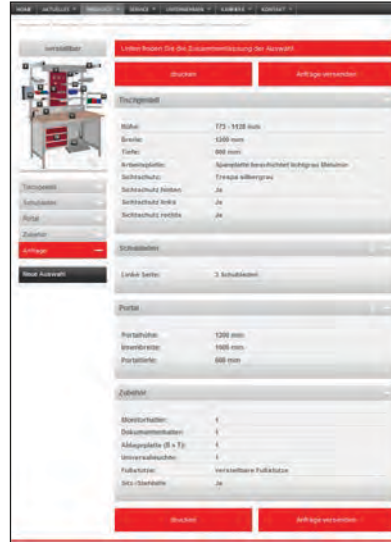 HOME AKTUELLES PRODUKTE SERVICE UNTERNEHMEN KARRIERE KONTAKT
verstellbar
Unten finden Sie die Zusammenfassung der Auswahl.
drucken Anfrage versenden
Tischgestell
Höhe: 775 - 1120 mm
Breite: mm
Tiefe: 800 mm
Arbeitsplatte: Spanplatte beschichtet lichtgrau Melamin
Sichtschutz: Trespa silbergrau
Sichtschutz hinten: Ja
Sichtschutz links: Ja
Sichtschutz rechts: Ja
Tischgestell
Schubladen
Portal
Zubehör
Anfrage
Neue Auswahl
Schubladen
Linke Seite: 3 Schubladen
Portal
Portalhöhe: 1200 mm
Innenbreite: mm
Portaltiefe: 600 mm
Zubehör
Monitorhalter: 1
Dokumentenhalter: 1
Ablageplatte (B x T): 1
Universalleuchte: 1
Fußstütze: verstellbare Fußstütze
Sitz-/Stehhilfe Ja
drucken Anfrage versenden